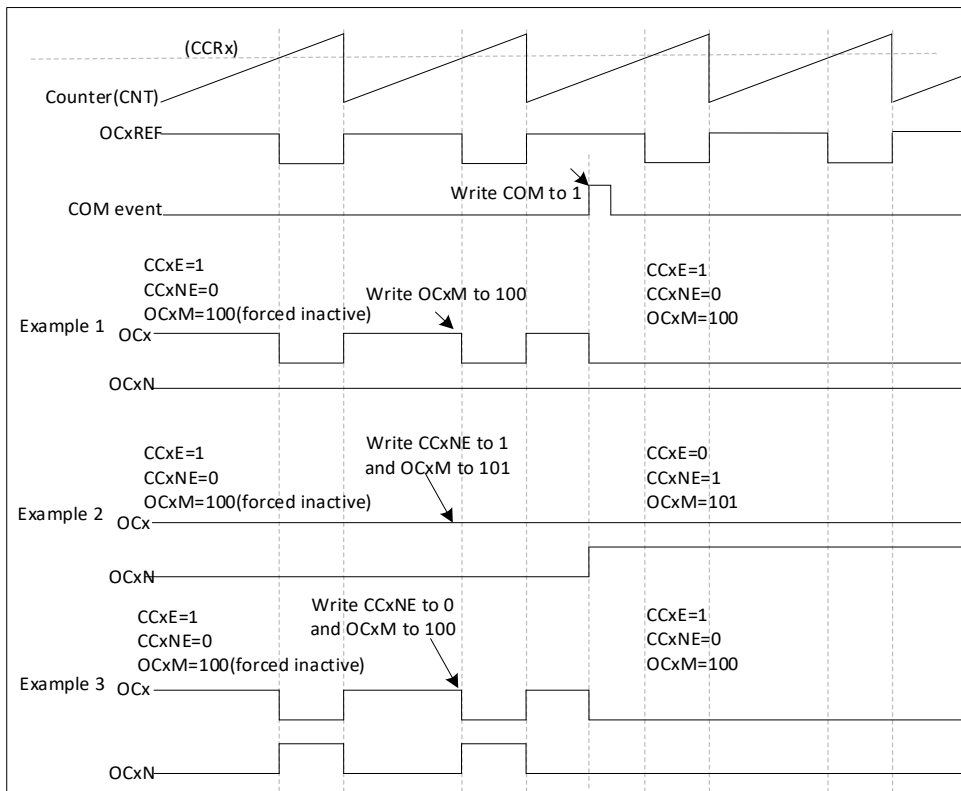 (CCRx)
Counter(CNT)
OCxREF
Write COM to 1
COM event
CCxE=1
CCxNE=0
OCxM=100(forced inactive)
Write OCxM to 100
CCxE=1
CCxNE=0
OCxM=100
Example 1
OCx
OCxN
CCxE=1
CCxNE=0
OCxM=100(forced inactive)
Write CCxNE to 1
and OCxM to 101
CCxE=0
CCxNE=1
OCxM=101
Example 2
OCx
OCxN
CCxE=1
CCxNE=0
OCxM=100(forced inactive)
Write CCxNE to 0
and OCxM to 100
CCxE=1
CCxNE=0
OCxM=100
Example 3
OCx
OCxN